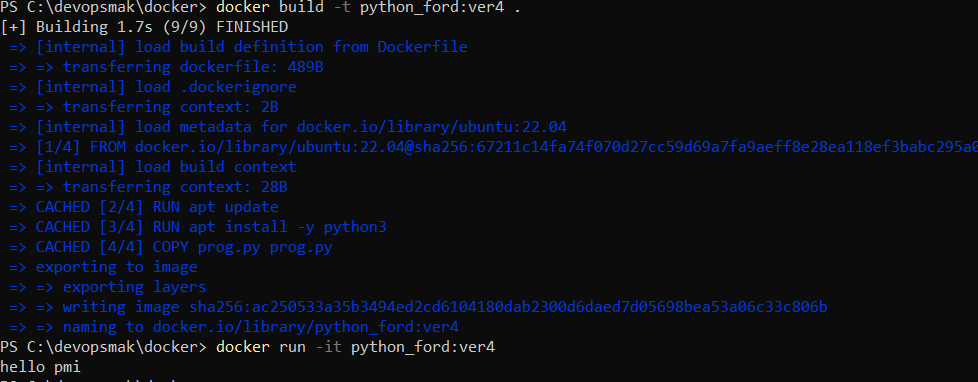 PS C:\devopsmak\docker> docker build -t python_ford:ver4 .
[+] Building 1.7s (9/9) FINISHED
=> [internal] load build definition from Dockerfile
=> => transferring dockerfile: 489B
=> [internal] load .dockerignore
=> => transferring context: 2B
=> [internal] load metadata for docker.io/library/ubuntu:22.04
=> [1/4] FROM docker.io/library/ubuntu:22.04@sha256:67211c14fa74f070d27cc59d69a7fa9aeff8e28ea118ef3babc295a0
=> [internal] load build context
=> => transferring context: 28B
=> CACHED [2/4] RUN apt update
=> CACHED [3/4] RUN apt install -y python3
=> CACHED [4/4] COPY prog.py prog.py
=> exporting to image
=> => exporting layers
=> => writing image sha256:ac250533a35b3494ed2cd6104180dab2300d6daed7d05698bea53a06c33c806b
=> => naming to docker.io/library/python_ford:ver4
PS C:\devopsmak\docker> docker run -it python_ford:ver4
hello pmi